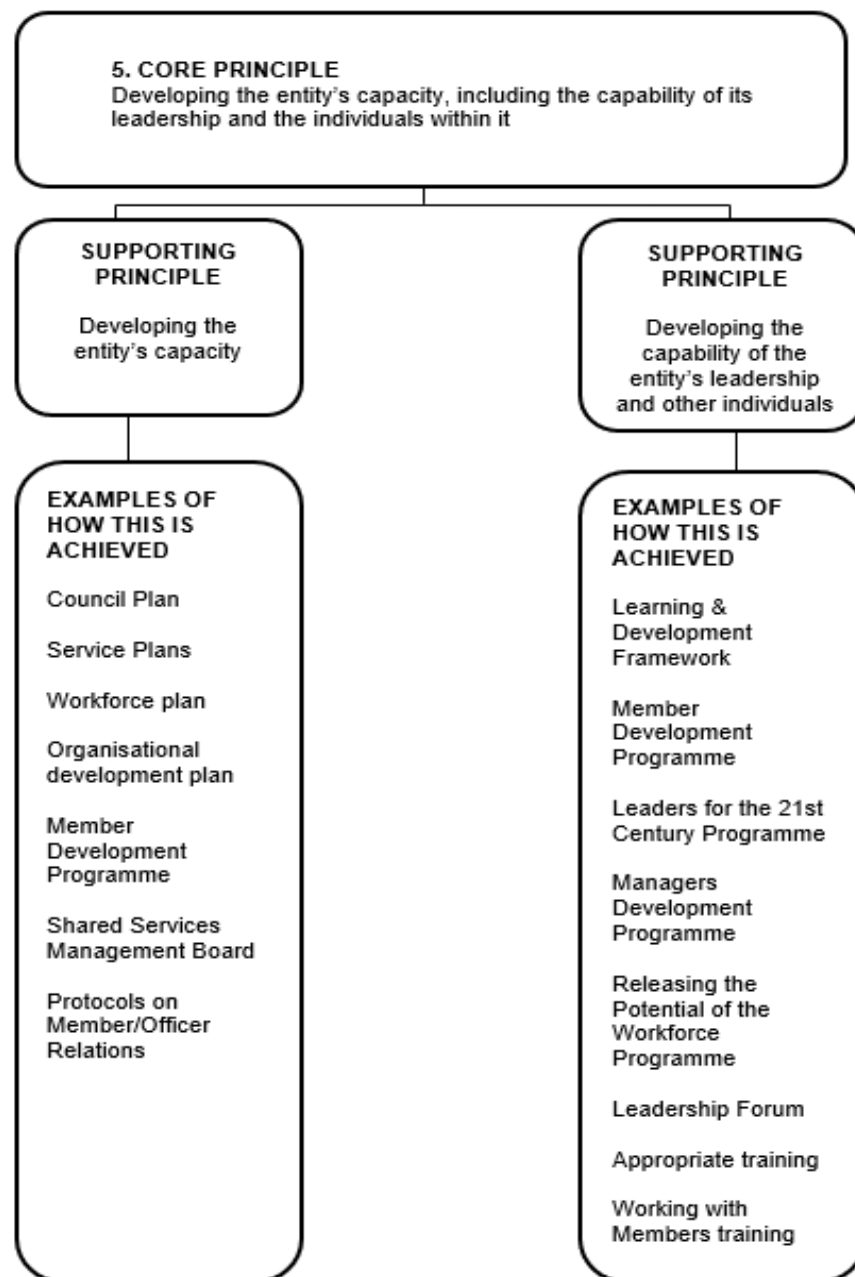 5. CORE PRINCIPLE
Developing the entity's capacity, including the capability of its
leadership and the individuals within it
SUPPORTING
PRINCIPLE
Developing the
entity's capacity
SUPPORTING
PRINCIPLE
Developing the
capability of the
entity's leadership
and other individuals
EXAMPLES OF
HOW THIS IS
ACHIEVED
Council Plan
Service Plans
Workforce plan
Organisational
development plan
Member
Development
Programme
Shared Services
Management Board
Protocols on
Member/Officer
Relations
EXAMPLES OF
HOW THIS IS
ACHIEVED
Learning &
Development
Framework
Member
Development
Programme
Leaders for the 21st
Century Programme
Managers
Development
Programme
Releasing the
Potential of the
Workforce
Programme
Leadership Forum
Appropriate training
Working with
Members training